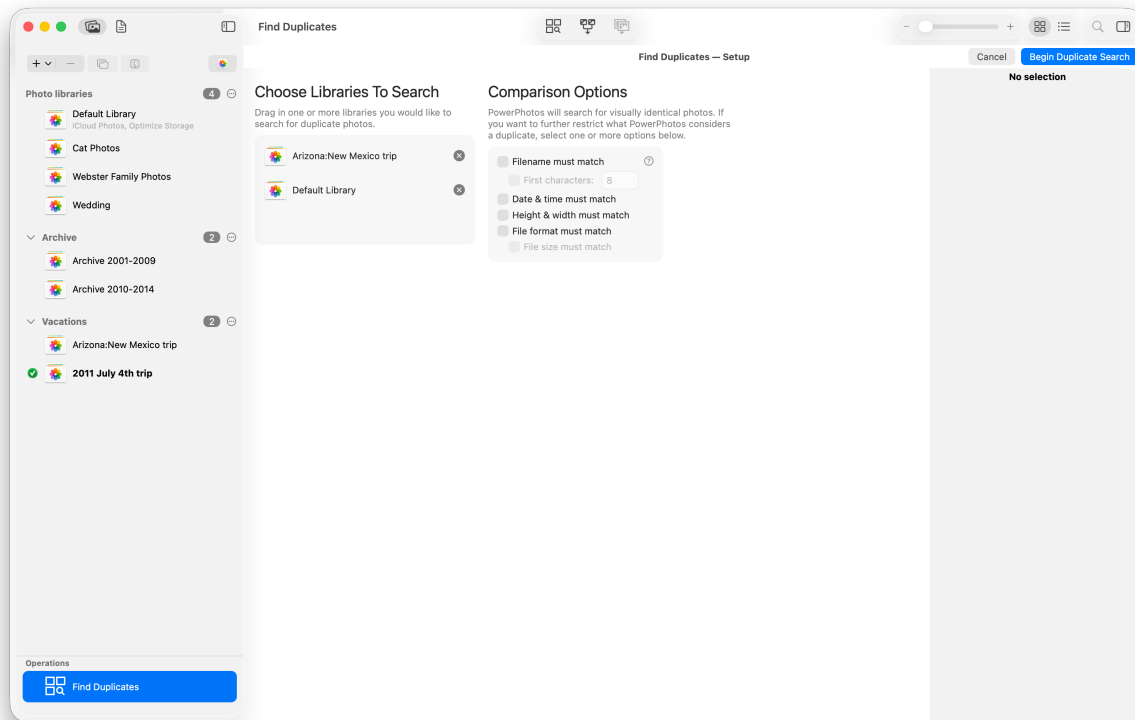 Find Duplicates
Find Duplicates — Setup
Cancel
Begin Duplicate Search
Photo libraries
4
Default Library
iCloud Photos, Optimize Storage
Cat Photos
Webster Family Photos
Wedding
Archive
2
Archive 2001-2009
Archive 2010-2014
Vacations
2
Arizona:New Mexico trip
2011 July 4th trip
Operations
Find Duplicates
Choose Libraries To Search
Drag in one or more libraries you would like to
search for duplicate photos.
Arizona:New Mexico trip
Default Library
Comparison Options
PowerPhotos will search for visually identical photos. If
you want to further restrict what PowerPhotos considers
a duplicate, select one or more options below.
Filename must match
?
First characters: 8
Date & time must match
Height & width must match
File format must match
File size must match
No selection